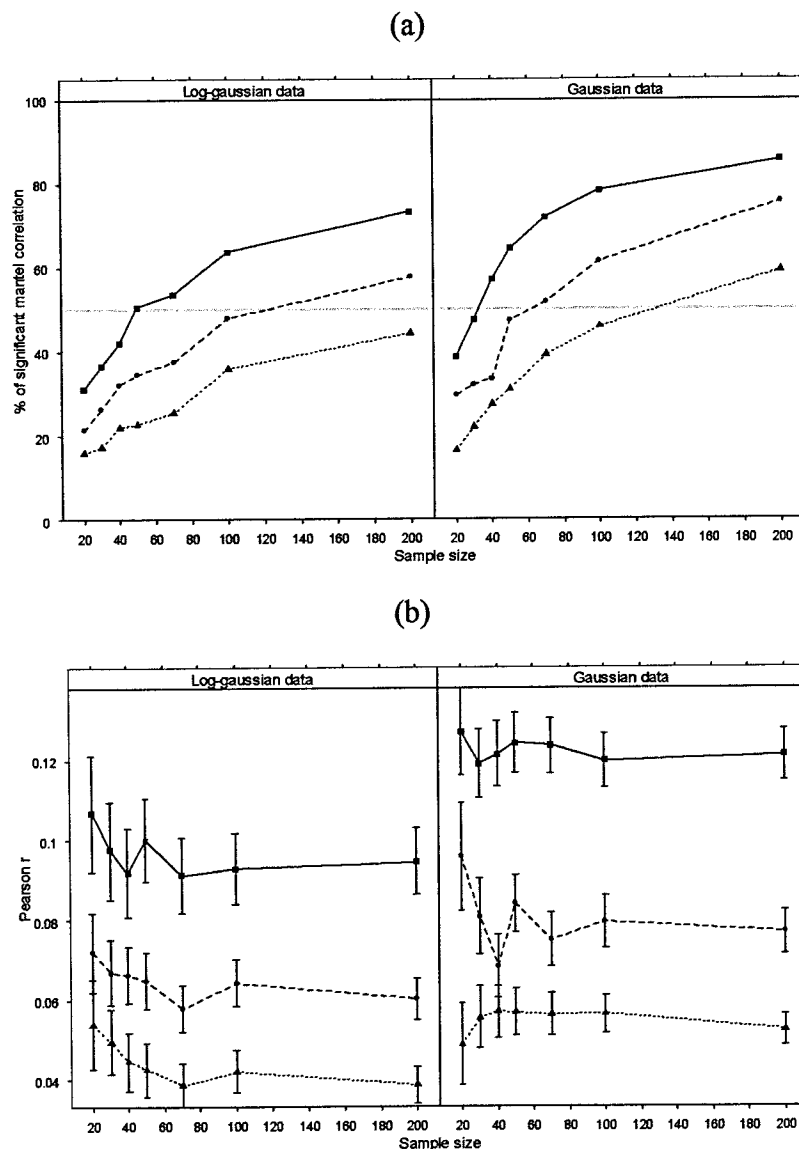 (a)
Log-gaussian data Gaussian data
% of significant mantel correlation
100
80
60
40
20
0
20 40 60 80 100 120 140 160 180 200 20 40 60 80 100 120 140 160 180 200
Sample size
(b)
Log-gaussian data Gaussian data
Pearson r
0.12
0.1
0.08
0.06
0.04
20 40 60 80 100 120 140 160 180 200 20 40 60 80 100 120 140 160 180 200
Sample size